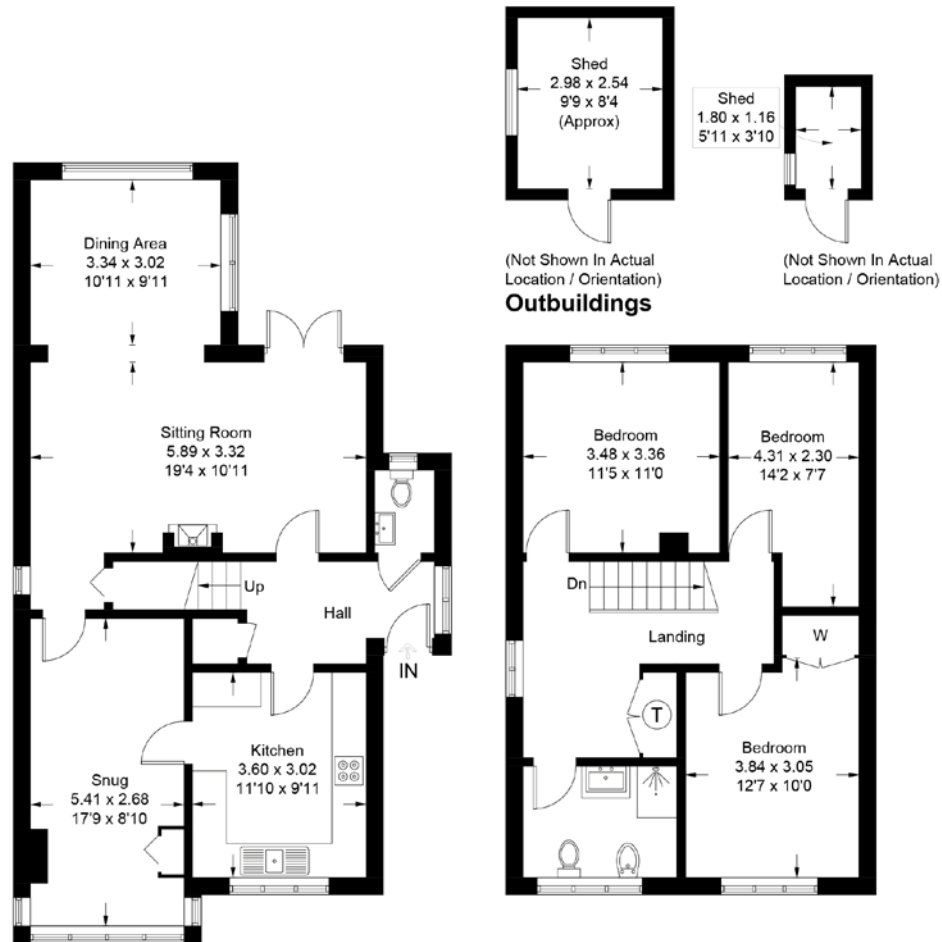 Shed
2.98 x 2.54
9'9 x 8'4
(Approx)
Shed
1.80 x 1.16
5'11 x 3'10
(Not Shown In Actual
Location / Orientation)
(Not Shown In Actual
Location / Orientation)
Outbuildings
Dining Area
3.34 x 3.02
10'11 x 9'11
Sitting Room
5.89 x 3.32
19'4 x 10'11
Up
Hall
IN
Kitchen
3.60 x 3.02
11'10 x 9'11
Snug
5.41 x 2.68
17'9 x 8'10
Bedroom
3.48 x 3.36
11'5 x 11'0
Bedroom
4.31 x 2.30
14'2 x 7'7
Dn
Landing
W
T
Bedroom
3.84 x 3.05
12'7 x 10'0